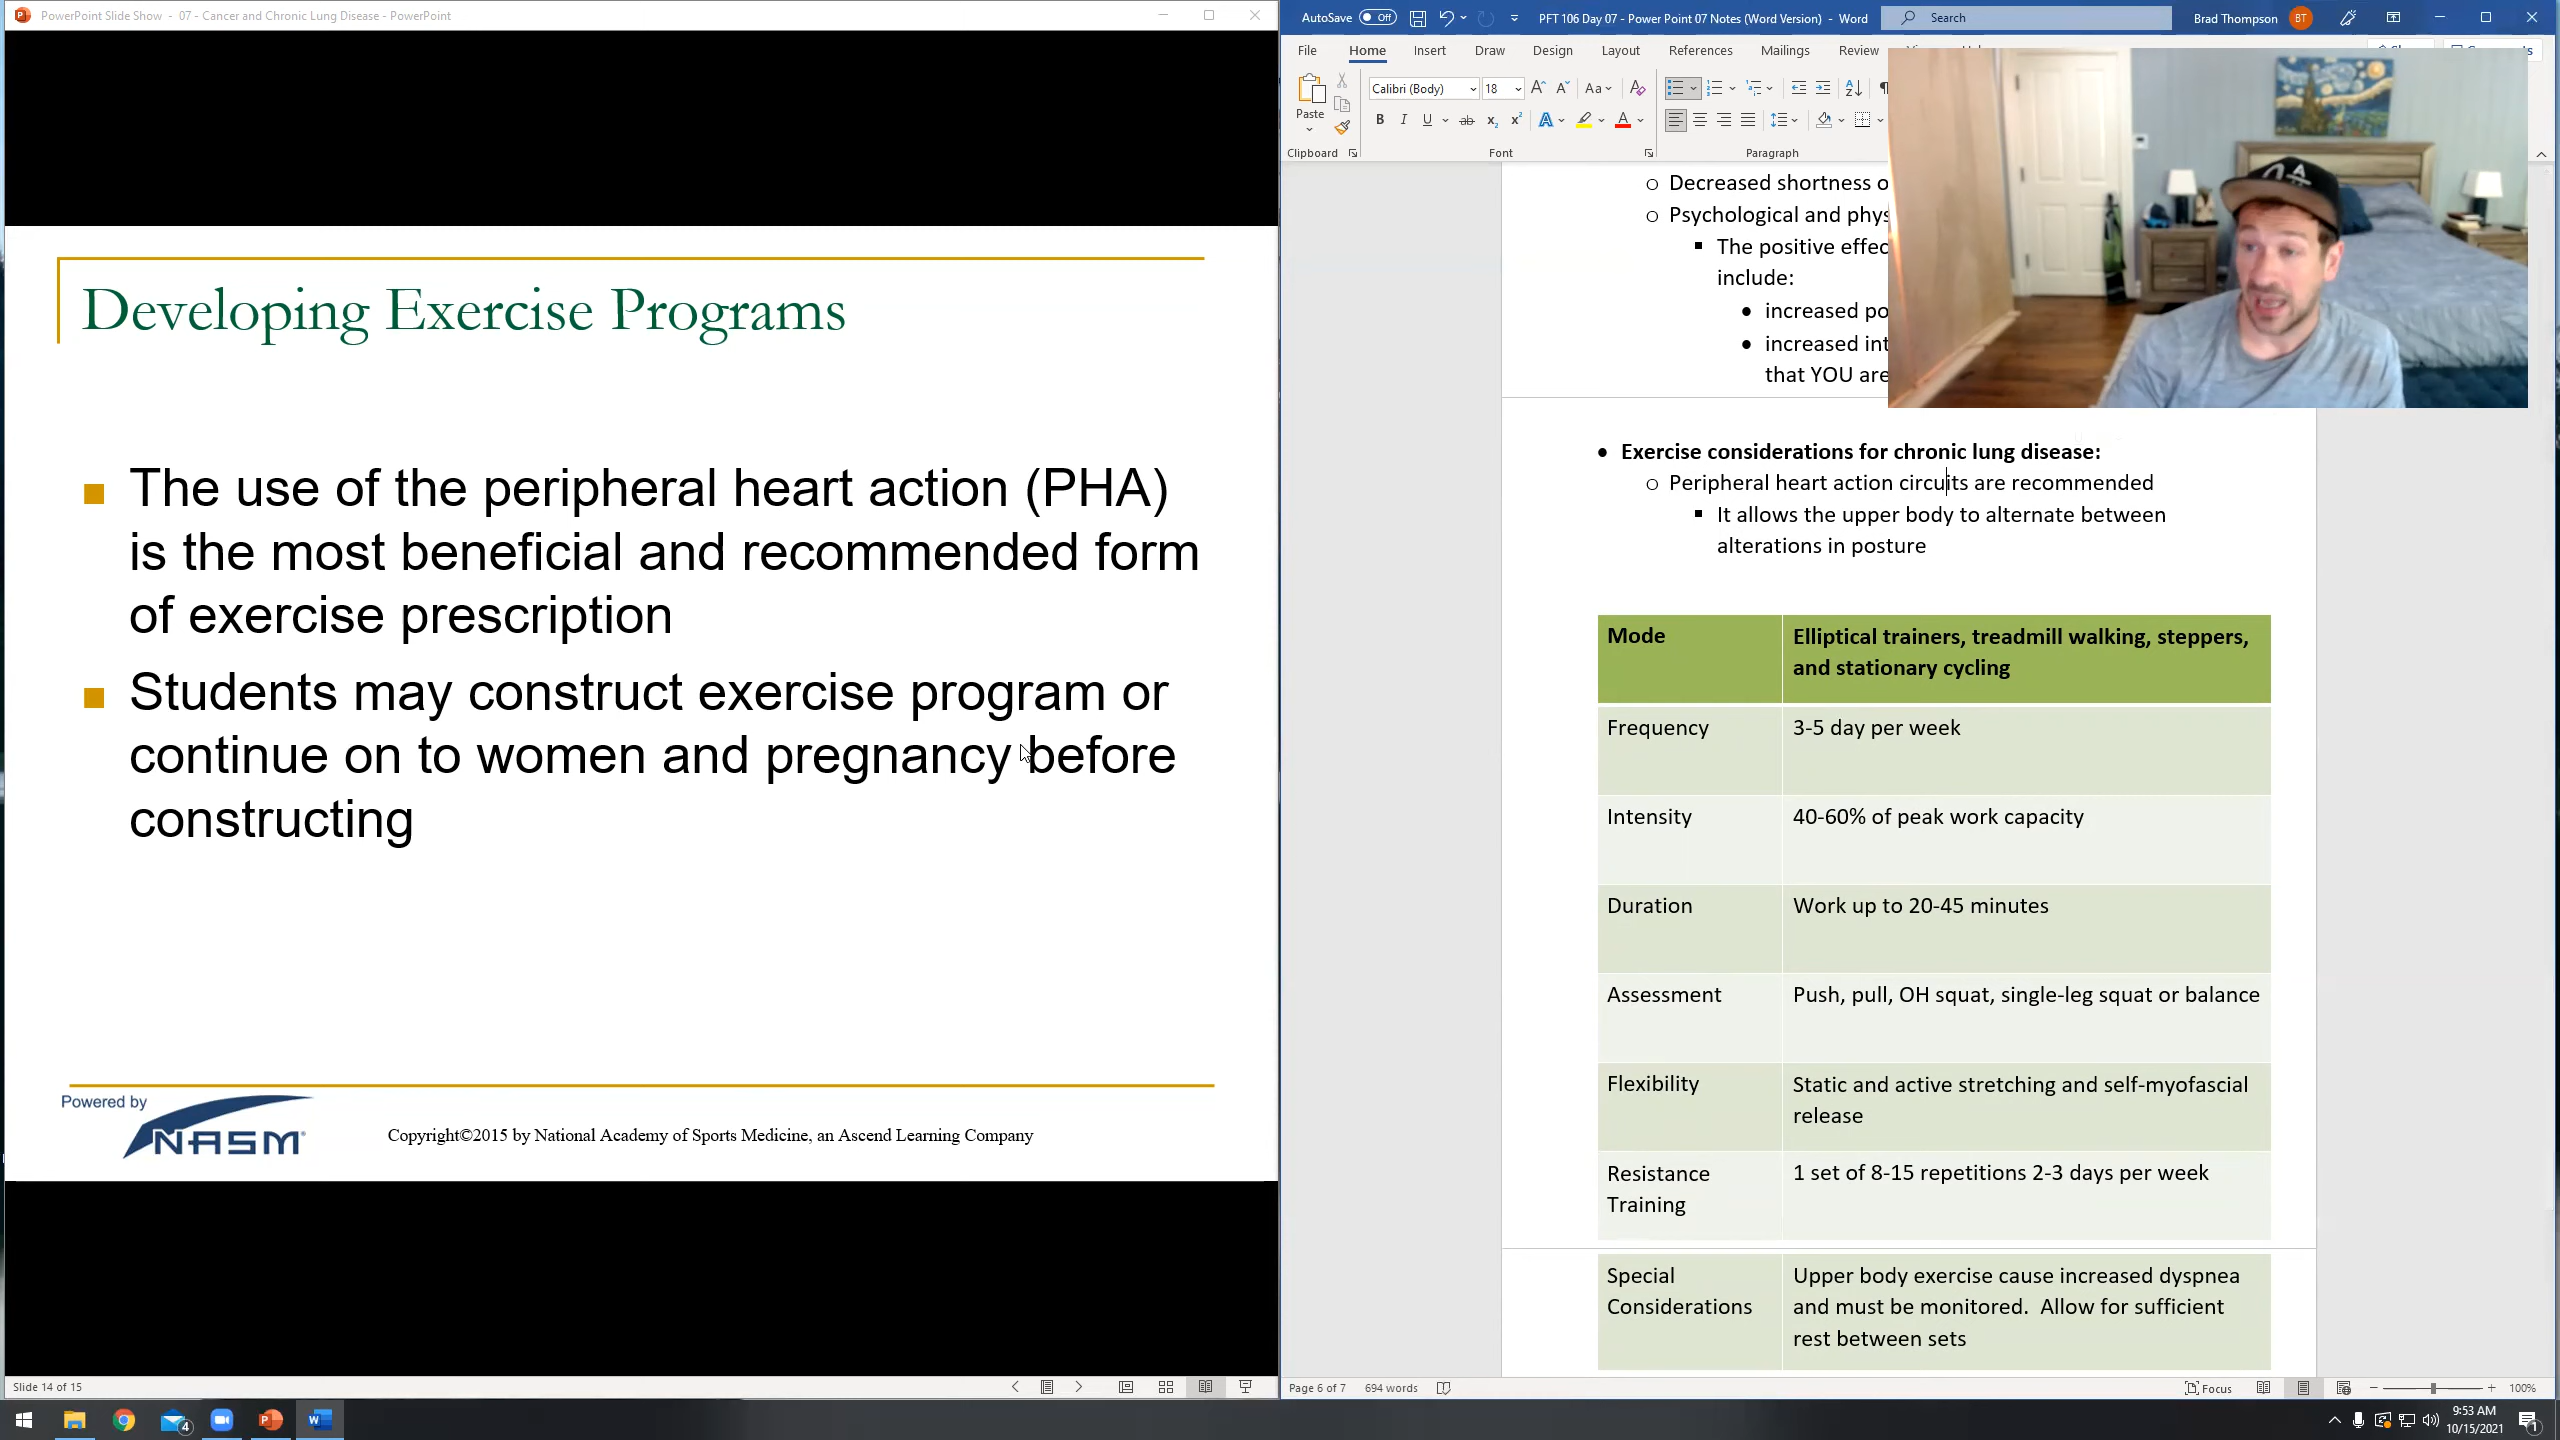 PowerPoint Slide Show - 07 - Cancer and Chronic Lung Disease - PowerPoint
Developing Exercise Programs
The use of the peripheral heart action (PHA)
is the most beneficial and recommended form
of exercise prescription
Students may construct exercise program or
continue on to women and pregnancy before
constructing
Powered by
NASM
Copyright©2015 by National Academy of Sports Medicine, an Ascend Learning Company
Slide 14 of 15
AutoSave Off
PFT 106 Day 07 - Power Point 07 Notes (Word Version) - Word
Search
Brad Thompson BT
File Home Insert Draw Design Layout References Mailings Review
Paste
Calibri (Body) 18
Clipboard Font Paragraph
o Decreased shortness o
o Psychological and phys
The positive effec
include:
increased po
increased int
that YOU are
Exercise considerations for chronic lung disease:
o Peripheral heart action circuits are recommended
It allows the upper body to alternate between
alterations in posture
Mode Elliptical trainers, treadmill walking, steppers,
and stationary cycling
Frequency 3-5 day per week
Intensity 40-60% of peak work capacity
Duration Work up to 20-45 minutes
Assessment Push, pull, OH squat, single-leg squat or balance
Flexibility Static and active stretching and self-myofascial
release
Resistance 1 set of 8-15 repetitions 2-3 days per week
Training
Special Upper body exercise cause increased dyspnea
Considerations and must be monitored. Allow for sufficient
rest between sets
Page 6 of 7 694 words
Focus
100%
4
9:53 AM
10/15/2021
1